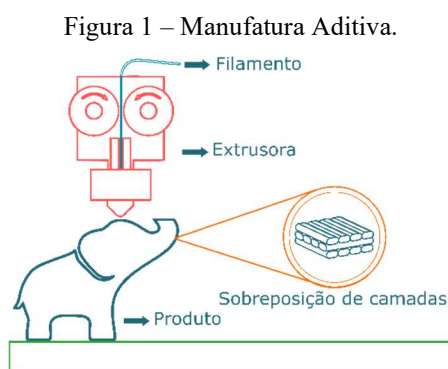 Figura 1 – Manufatura Aditiva.
Filamento
Extrusora
Sobreposição de camadas
Produto